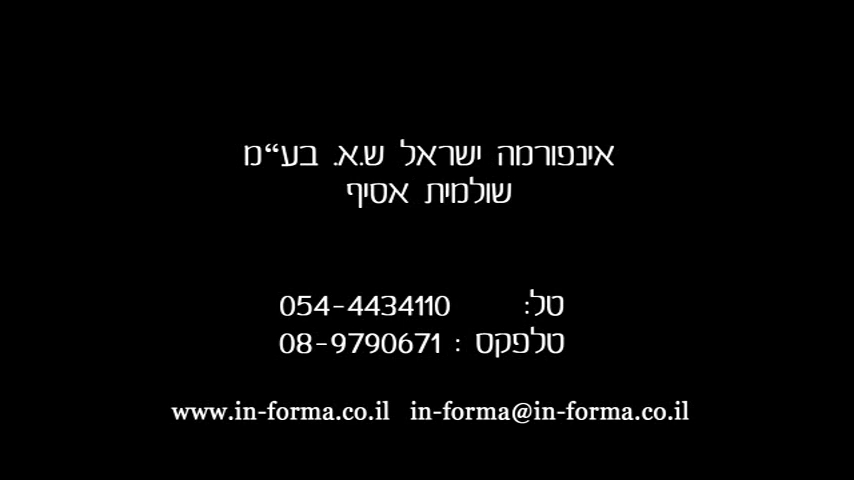 אינפורמה ישראל ש.א. בע"מ
שולמית אסיף
טל: 054-4434110
טלפקס : 08-9790671
www.in-forma.co.il in-forma@in-forma.co.il